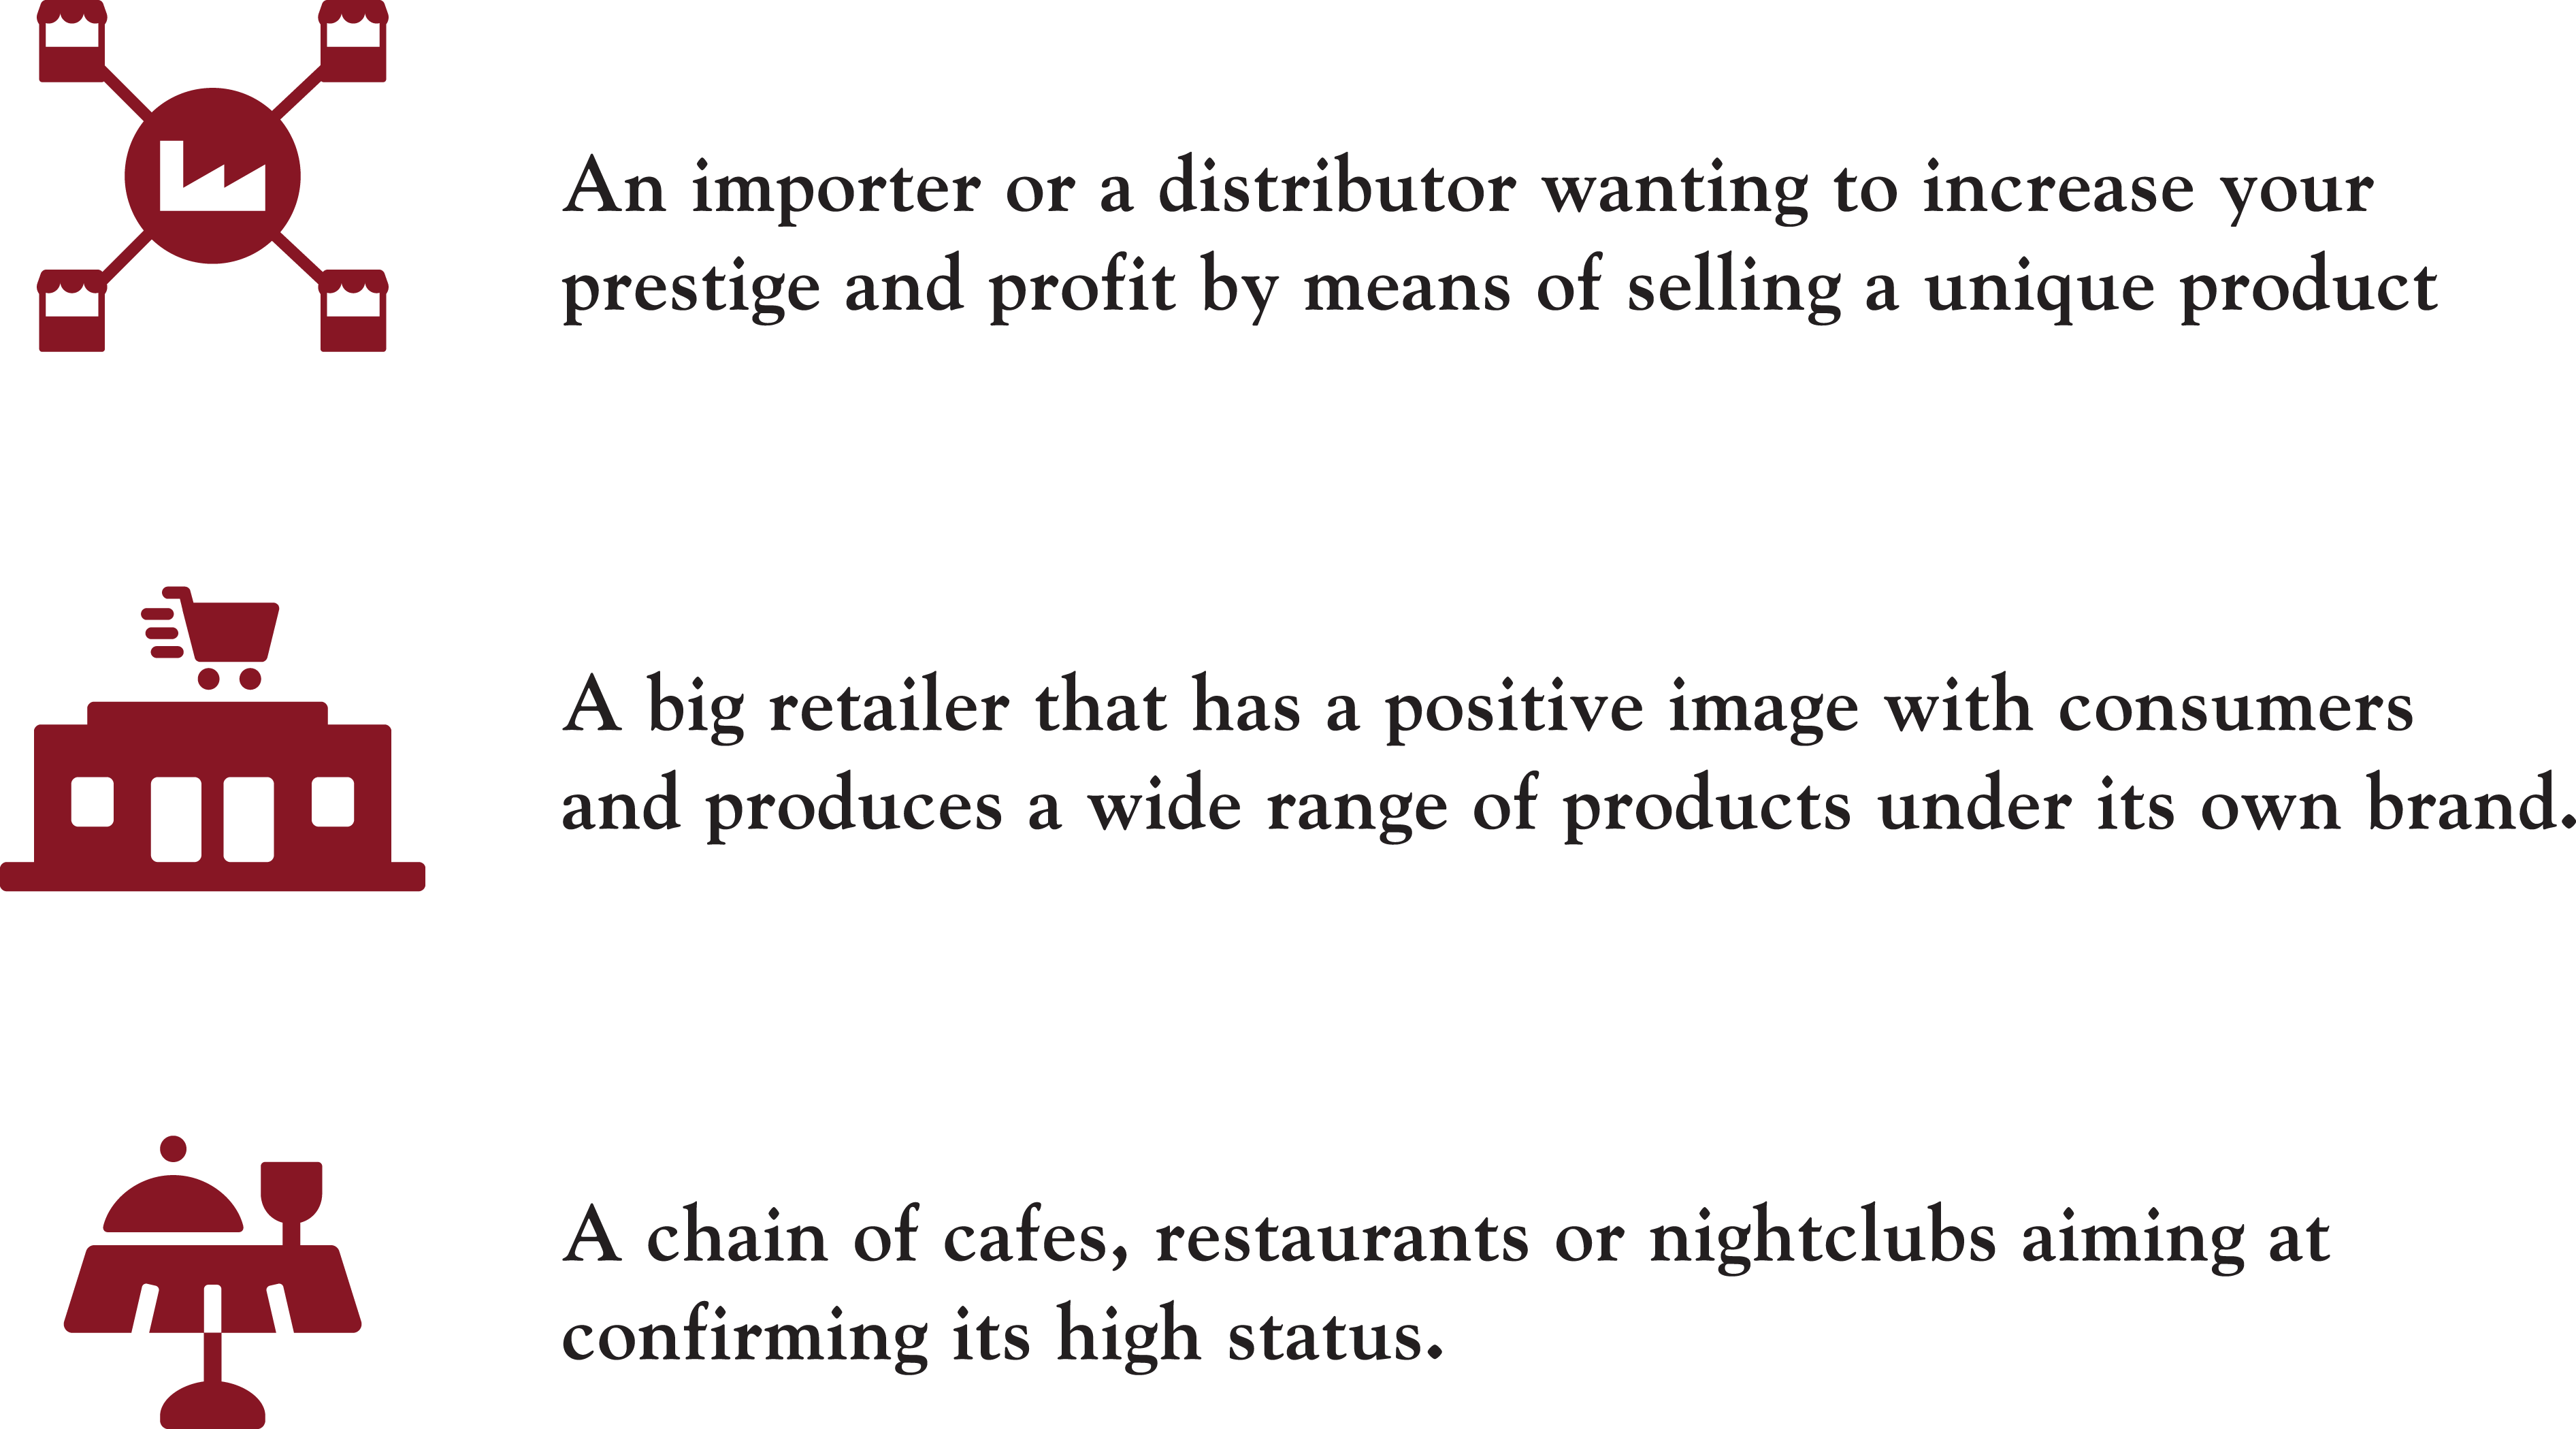 An importer or a distributor wanting to increase your
prestige and profit by means of selling a unique product
A big retailer that has a positive image with consumers
and produces a wide range of products under its own brand.
A chain of cafes, restaurants or nightclubs aiming at
confirming its high status.